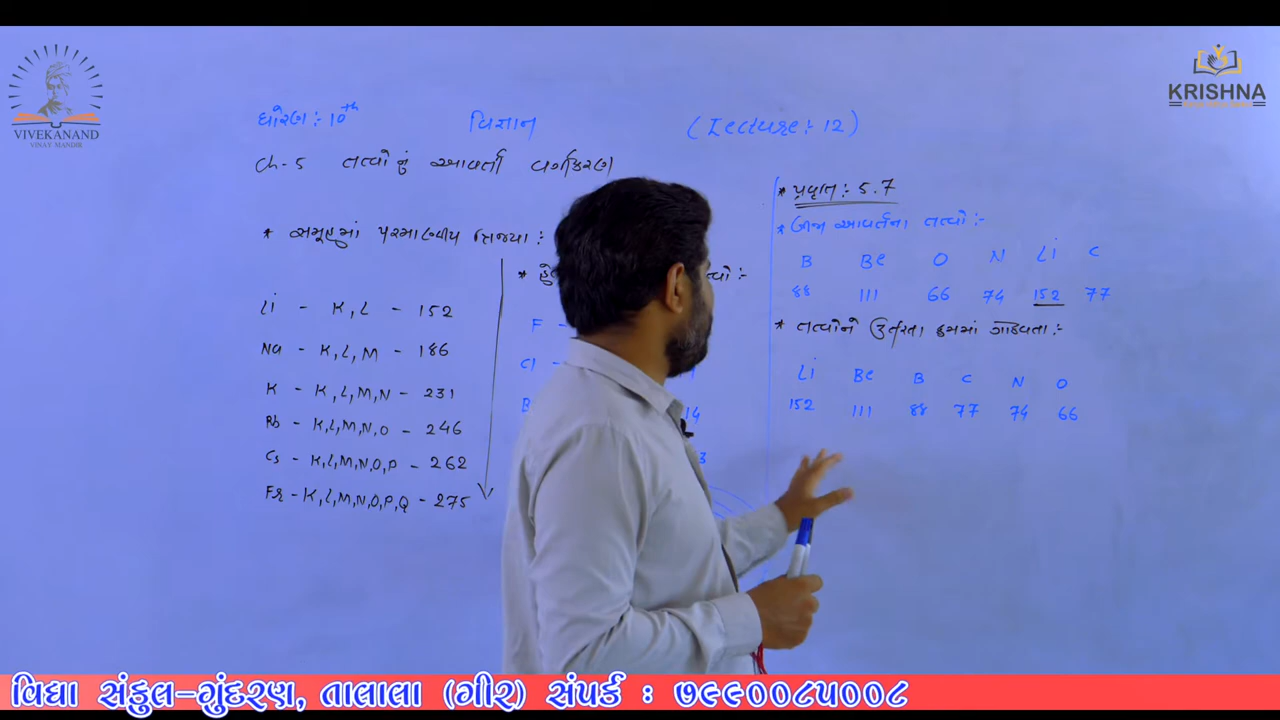 VIVEKANAND
VINAY MANDIR
KRISHNA
ધોરણ : 10th વિજ્ઞાન (Lecture : 12)
Ch-5 તત્વોનું આવર્તી વર્ગીકરણ
* સમૂહમાં પરમાણ્વીય ત્રિજ્યા :
Li - K, L - 152
Na - K, L, M - 186
K - K, L, M, N - 231
Rb - K, L, M, N, O - 246
Cs - K, L, M, N, O, P - 262
Fr - K, L, M, N, O, P, Q - 275
F -
Cl -
B
14
3
* પ્રવૃતિ : 5.7
* બીજા આવર્તના તત્વો :-
B Be O N Li C
88 111 66 74 152 77
* તત્વોને ઉતરતા ક્રમમાં ગોઠવતા :-
Li Be B C N O
152 111 88 77 74 66
વિદ્યા સંકુલ-ગુંદરણ, તાલાલા (ગીર) સંપર્ક : ૭૯૯૦૦૮૫૦૦૮